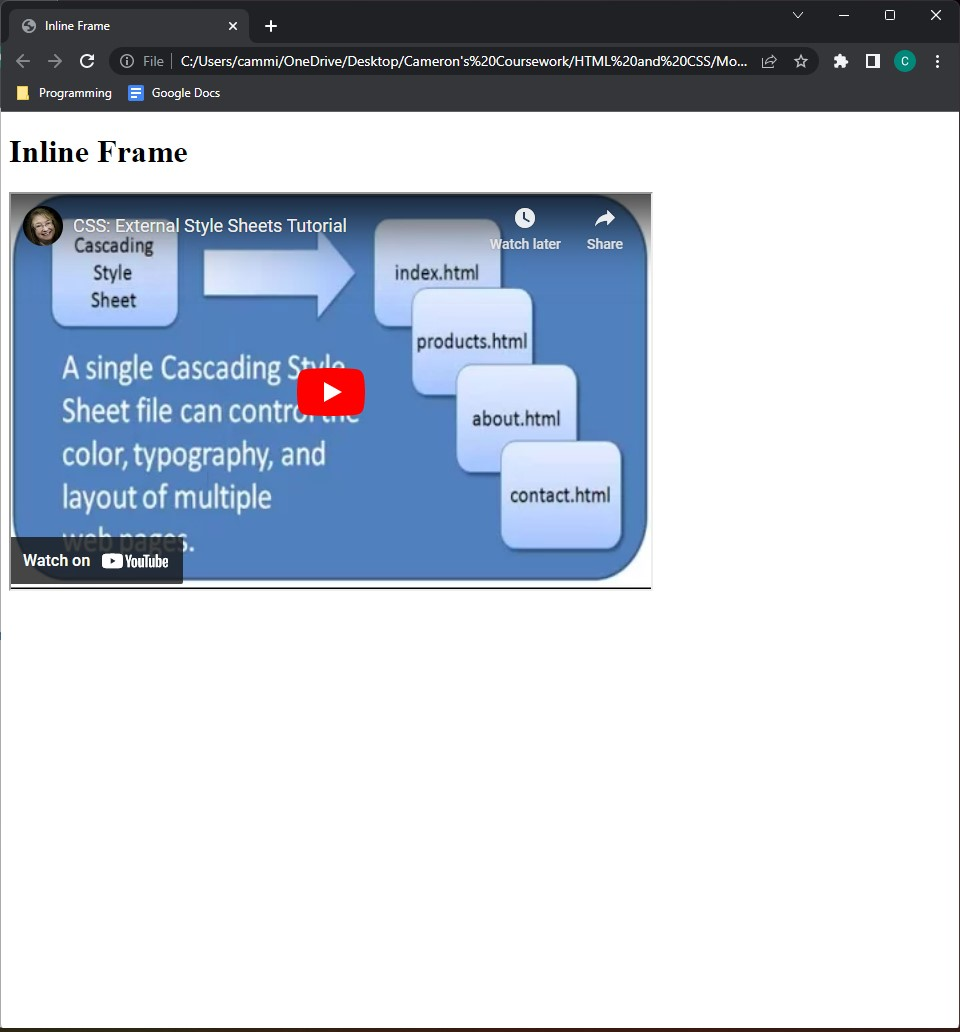 Inline Frame
File
C:/Users/cammi/OneDrive/Desktop/Cameron's%20Coursework/HTML%20and%20CSS/Mo...
C
Programming
Google Docs
Inline Frame
CSS: External Style Sheets Tutorial
Watch later
Share
Cascading
Style
Sheet
index.html
products.html
about.html
contact.html
A single Cascading Style
Sheet file can control the
color, typography, and
layout of multiple
web pages.
Watch on YouTube